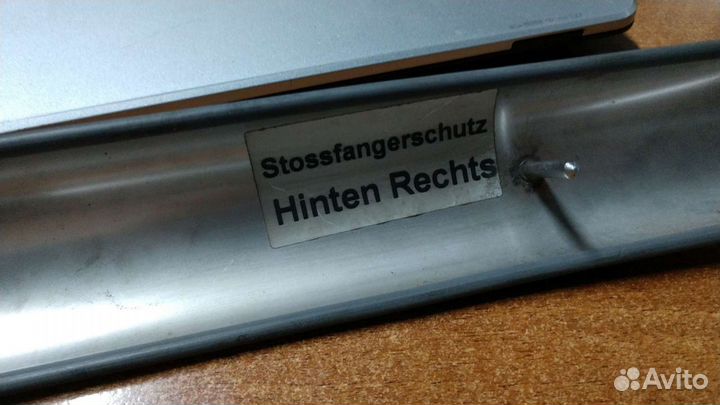 Stossfangerschutz
Hinten Rechts
Avito